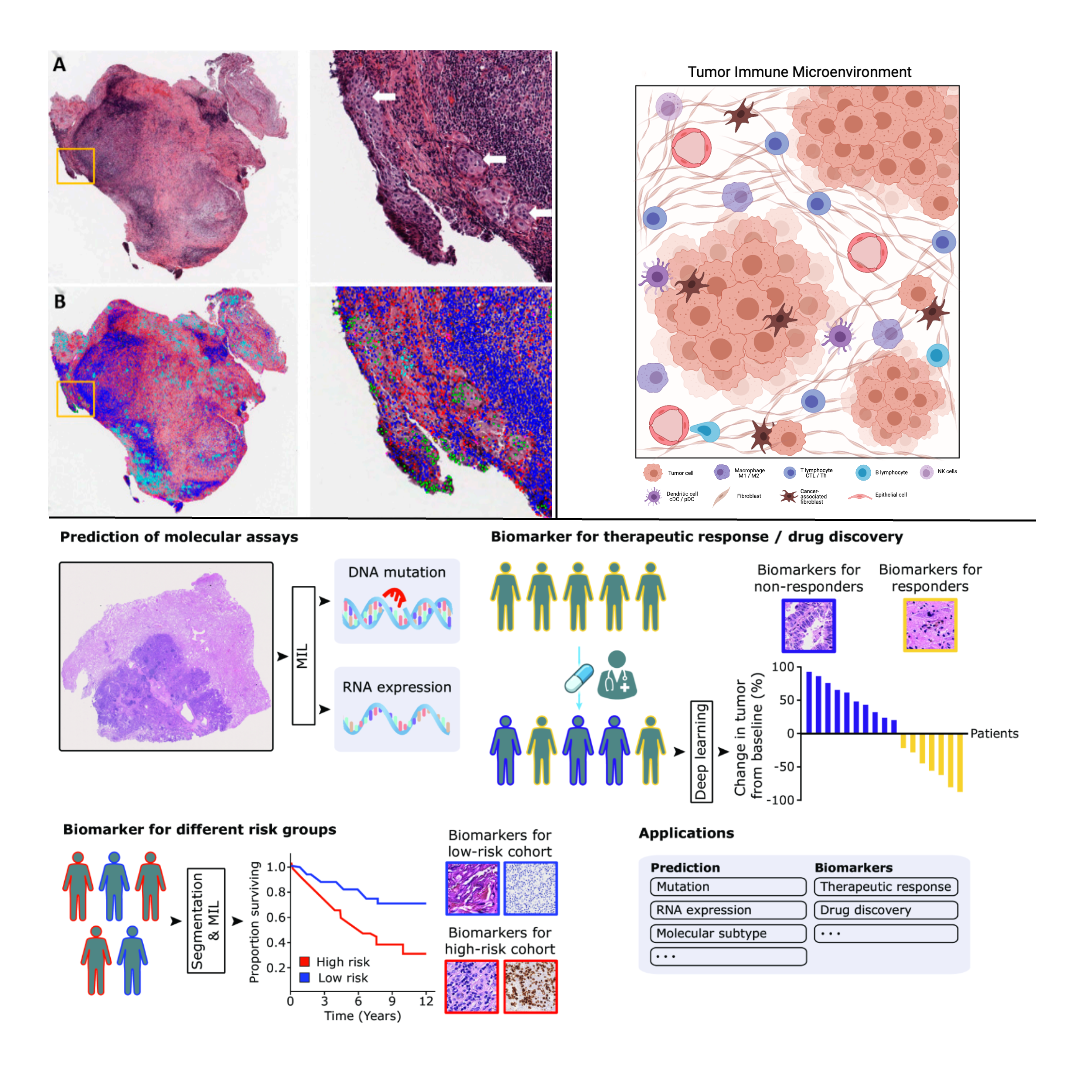 A
B
Tumor Immune Microenvironment
Tumor cell
Macrophage
M1 / M2
T lymphocyte
CTL / Th
B lymphocyte
NK cells
Dendritic cell
cDC / pDC
Fibroblast
Cancer-
associated
fibroblast
Epithelial cell
Prediction of molecular assays
MIL
DNA mutation
RNA expression
Biomarker for therapeutic response / drug discovery
Biomarkers for
non-responders
Biomarkers for
responders
Deep learning
Change in tumor
from baseline (%)
100
50
0
-50
-100
Patients
Biomarker for different risk groups
Segmentation
& MIL
Proportion surviving
1.0
0.8
0.6
0.4
0.2
High risk
Low risk
0 3 6 9 12
Time (Years)
Biomarkers for
low-risk cohort
Biomarkers for
high-risk cohort
Applications
Prediction
Mutation
RNA expression
Molecular subtype
• • •
Biomarkers
Therapeutic response
Drug discovery
• • •